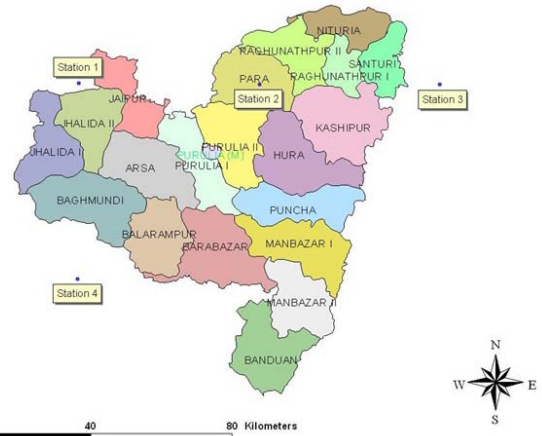 NITURIA
RAGHUNATHPUR II
SANTURI
Station 1
PARA
RAGHUNATHPUR I
JAIPUR
Station 2
Station 3
JHALIDA II
KASHIPUR
JHALIDA I
PURULIA II
HURA
PURULIA (M)
PURULIA I
ARSA
BAGHMUNDI
PUNCHA
BALARAMPUR
BARABAZAR
MANBAZAR I
Station 4
MANBAZAR II
BANDUAN
N
W
E
S
40
80 Kilometers